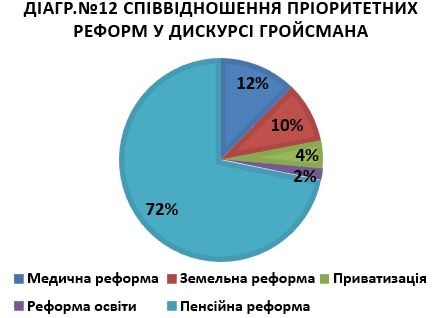 ДІАГР.№12 СПІВВІДНОШЕННЯ ПРІОРИТЕТНИХ
РЕФОРМ У ДИСКУРСІ ГРОЙСМАНА
12%
10%
4%
2%
72%
Медична реформа Земельна реформа Приватизація
Реформа освіти Пенсійна реформа